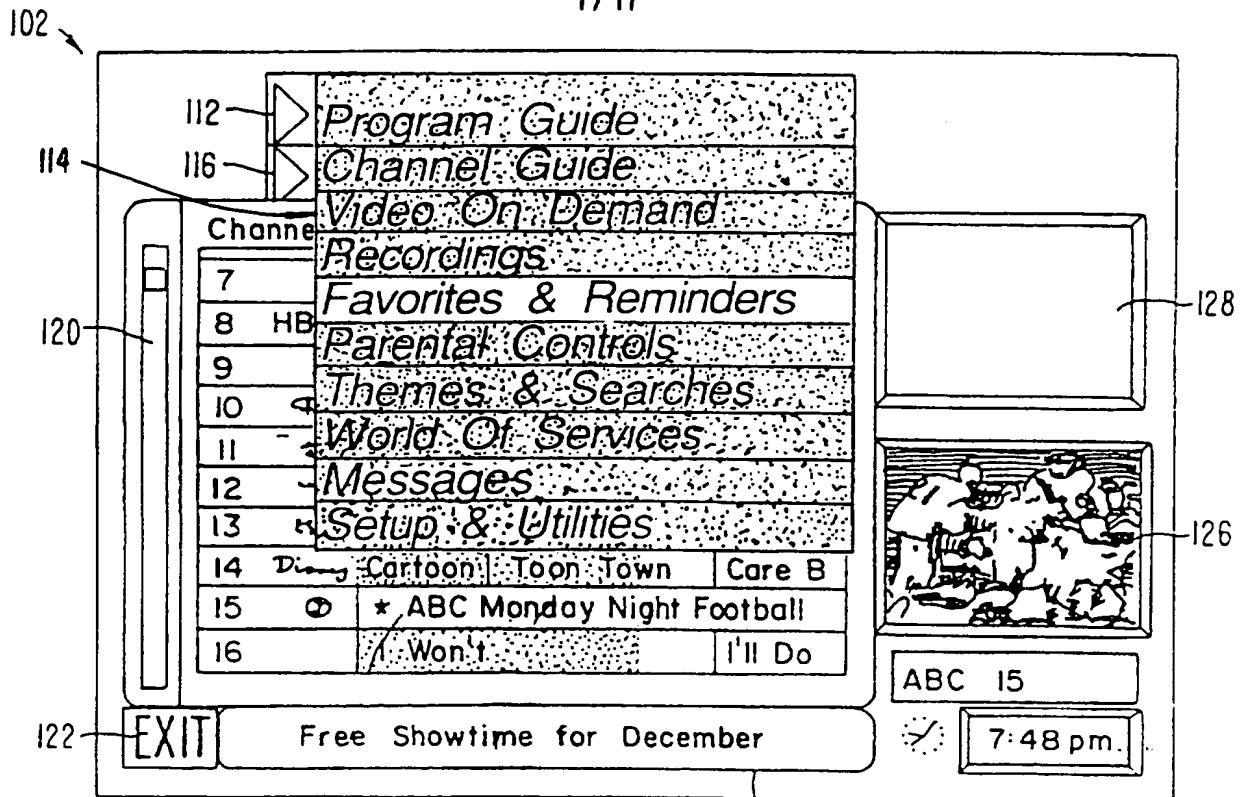 102
112
Program Guide
116
Channel Guide
114
Video On Demand
Channe
Recordings
7
Favorites & Reminders
128
8 HB
120
Parental Controls
9
Themes & Searches
10
World Of Services
11
Messages
12
Setup & Utilities
13
126
14 Disney Cartoon Toon Town Care B
15 * ABC Monday Night Football
16 I Won't I'll Do
ABC 15
122
EXIT
Free Showtime for December
7:48 pm